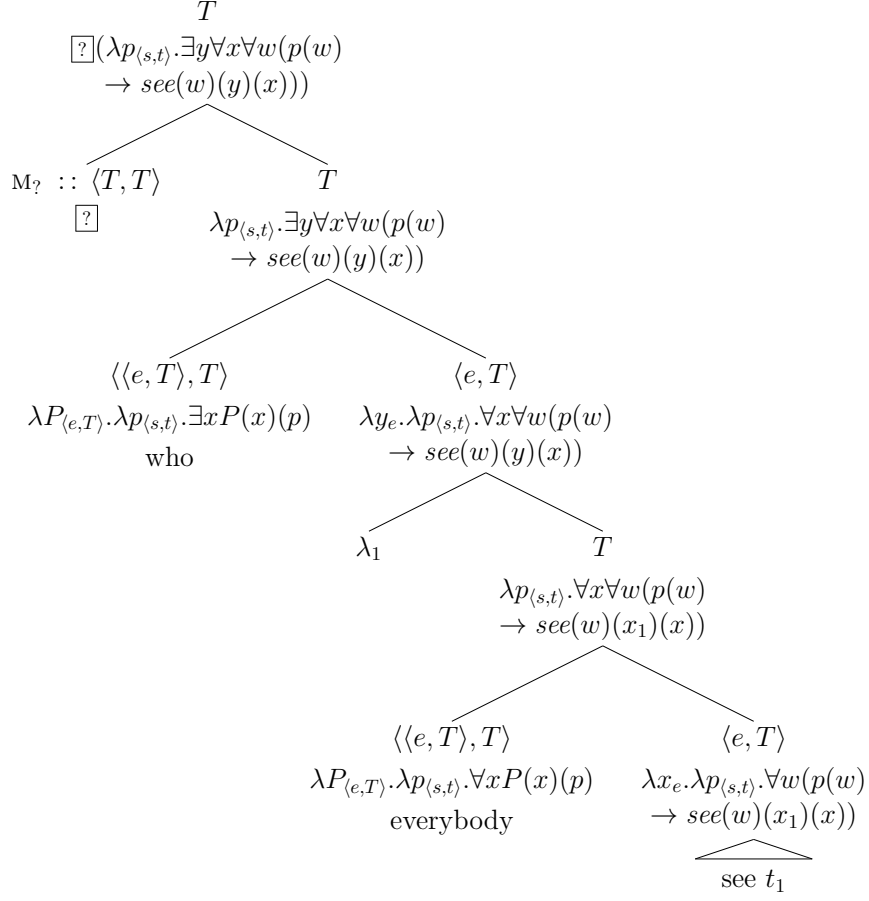 T
?(λp⟨s,t⟩.∃y∀x∀w(p(w)
→ see(w)(y)(x)))
M? :: ⟨T, T⟩
?
T
λp⟨s,t⟩.∃y∀x∀w(p(w)
→ see(w)(y)(x))
⟨⟨e, T⟩, T⟩
λP⟨e,T⟩.λp⟨s,t⟩.∃xP(x)(p)
who
⟨e, T⟩
λyₑ.λp⟨s,t⟩.∀x∀w(p(w)
→ see(w)(y)(x))
λ₁
T
λp⟨s,t⟩.∀x∀w(p(w)
→ see(w)(x₁)(x))
⟨⟨e, T⟩, T⟩
λP⟨e,T⟩.λp⟨s,t⟩.∀xP(x)(p)
everybody
⟨e, T⟩
λxₑ.λp⟨s,t⟩.∀w(p(w)
→ see(w)(x₁)(x))
see t₁